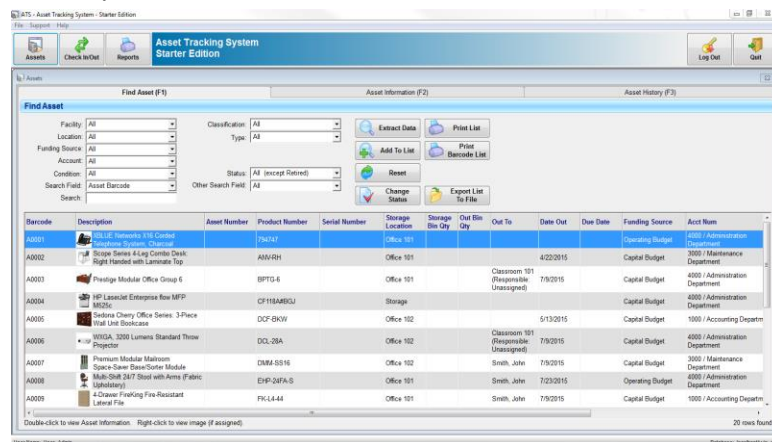 ATS - Asset Tracking System - Starter Edition
File Support Help
Assets
Check In/Out
Reports
Asset Tracking System
Starter Edition
Log Out
Quit
Assets
Find Asset (F1)
Asset Information (F2)
Asset History (F3)
Find Asset
Facility: All
Location: All
Funding Source: All
Account: All
Condition: All
Search Field: Asset Barcode
Search:
Classification: All
Type: All
Status: All (except Retired)
Other Search Field: All
Extract Data
Print List
Add To List
Print
Barcode List
Reset
Change
Status
Export List
To File
Barcode Description Asset Number Product Number Serial Number Storage Location Storage Bin Qty Out Bin Qty Out To Date Out Due Date Funding Source Acct Num
A0001 XBLUE Networks X16 Corded Telephone System; Charcoal 794747 Office 101 Operating Budget 4000 / Administration Department
A0002 Scope Series 4-Leg Combo Desk: Right Handed with Laminate Top ANV-RH Office 101 4/22/2015 Capital Budget 3000 / Maintenance Department
A0003 Prestige Modular Office Group 6 BPTG-6 Office 101 Classroom 101 (Responsible: Unassigned) 7/9/2015 Capital Budget 4000 / Administration Department
A0004 HP LaserJet Enterprise flow MFP M525c CF118A#BGJ Storage Capital Budget 4000 / Administration Department
A0005 Sedona Cherry Office Series: 3-Piece Wall Unit Bookcase DCF-BKW Office 102 5/13/2015 Capital Budget 1000 / Accounting Departm
A0006 WXGA, 3200 Lumens Standard Throw Projector DCL-28A Office 102 Classroom 101 (Responsible: Unassigned) 7/9/2015 Capital Budget 4000 / Administration Department
A0007 Premium Modular Mailroom Space-Saver Base/Sorter Module DMM-SS16 Office 102 Smith, John 7/9/2015 Capital Budget 3000 / Maintenance Department
A0008 Multi-Shift 24/7 Stool with Arms (Fabric Upholstery) EHP-24FA-S Office 101 Smith, John 7/23/2015 Operating Budget 4000 / Administration Department
A0009 4-Drawer FireKing Fire-Resistant Lateral File FK-L4-44 Office 101 Smith, John 7/9/2015 Capital Budget 1000 / Accounting Departm
Double-click to view Asset Information. Right-click to view image (if assigned).
20 rows found